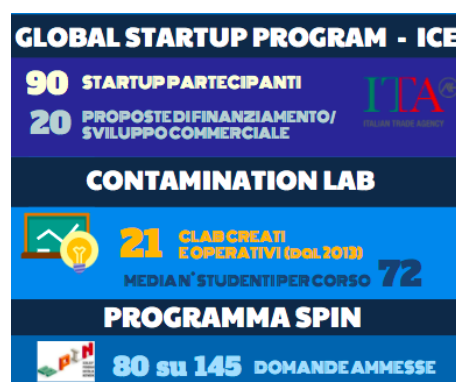 GLOBAL STARTUP PROGRAM - ICE
90 STARTUP PARTECIPANTI
20 PROPOSTE DI FINANZIAMENTO/
SVILUPPO COMMERCIALE
ITA
ITALIAN TRADE AGENCY
CONTAMINATION LAB
21 CLAB CREATI
E OPERATIVI (DAL 2013)
MEDIA N° STUDENTI PER CORSO 72
PROGRAMMA SPIN
SPIN
80 su 145 DOMANDE AMMESSE